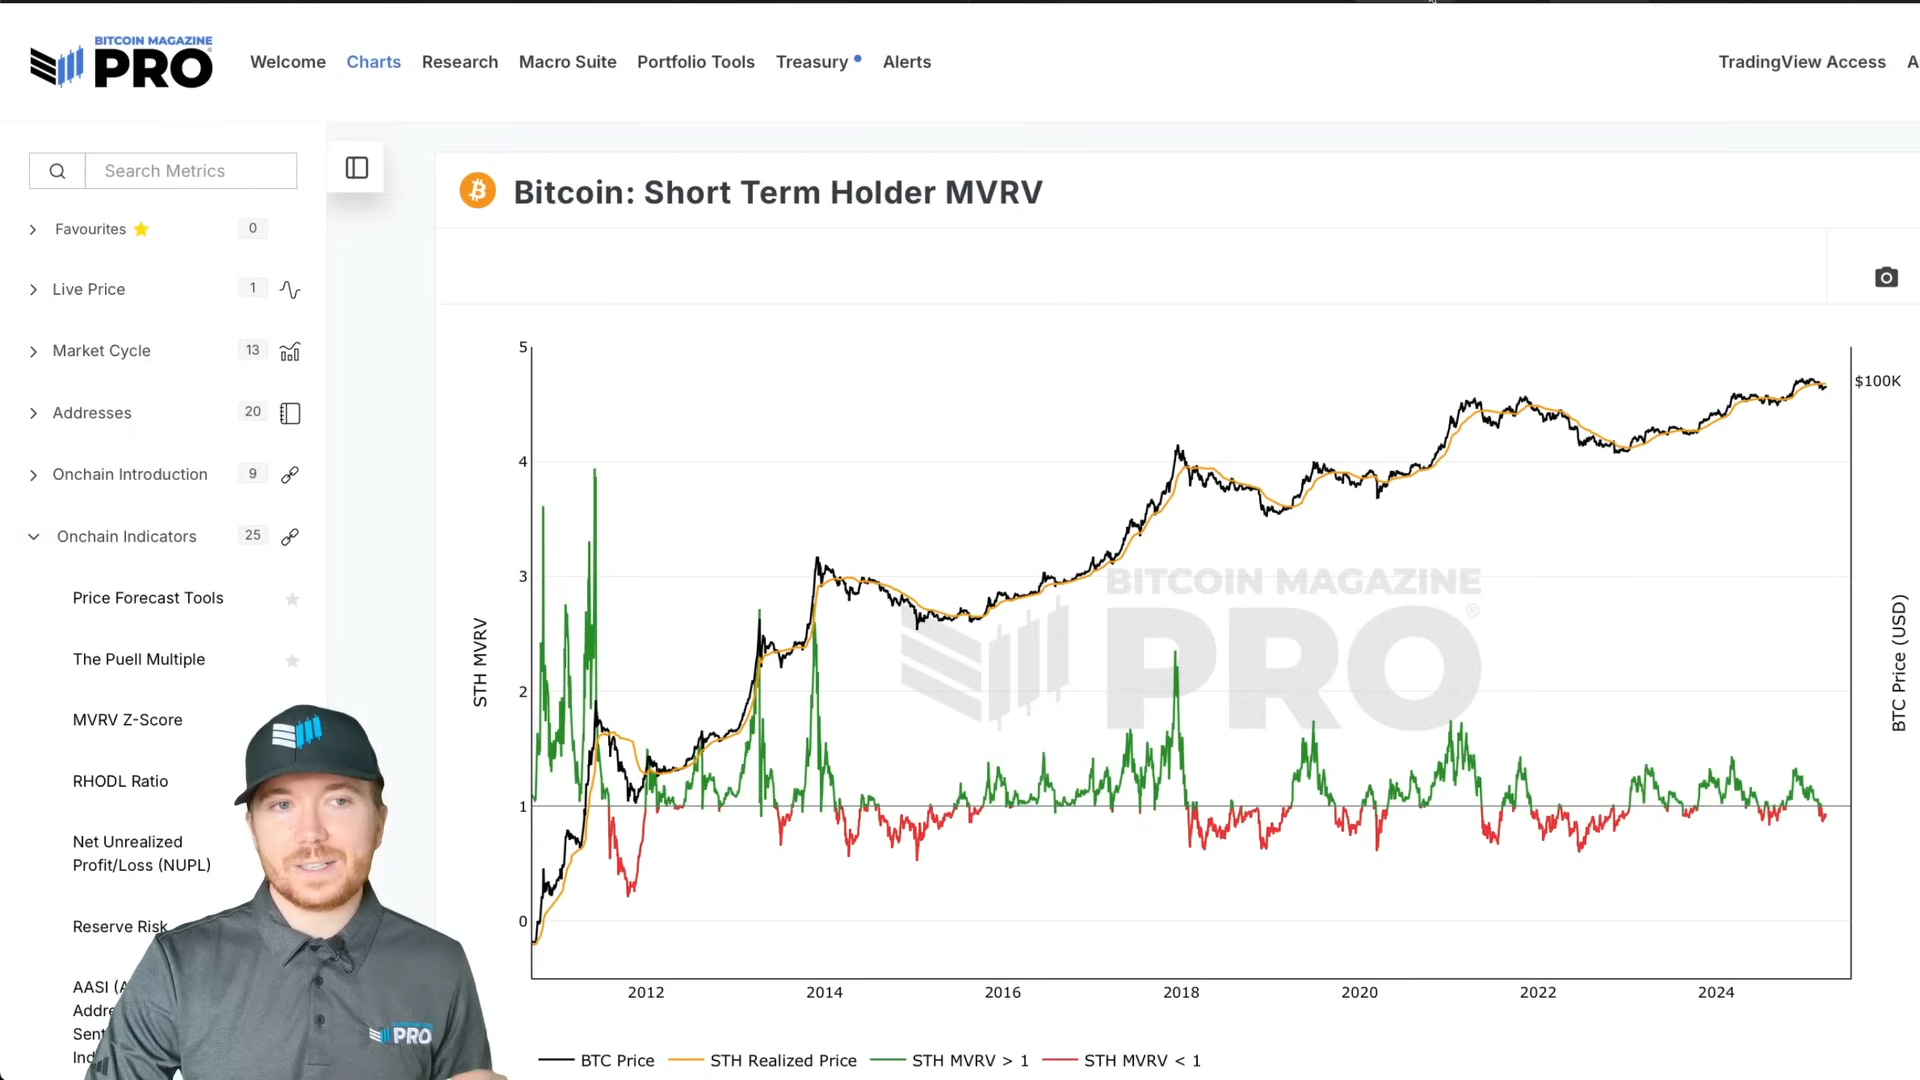 BITCOIN MAGAZINE
PRO
Welcome Charts Research Macro Suite Portfolio Tools Treasury Alerts
TradingView Access A
Search Metrics
Favourites 0
Live Price 1
Market Cycle 13
Addresses 20
Onchain Introduction 9
Onchain Indicators 25
Price Forecast Tools
The Puell Multiple
MVRV Z-Score
RHODL Ratio
Net Unrealized
Profit/Loss (NUPL)
Reserve Risk
AASI (A
Addre
Sent
Ind
Bitcoin: Short Term Holder MVRV
5
4
3
2
1
0
STH MVRV
$100K
BTC Price (USD)
BITCOIN MAGAZINE
PRO®
2012 2014 2016 2018 2020 2022 2024
BTC Price STH Realized Price STH MVRV > 1 STH MVRV < 1
PRO